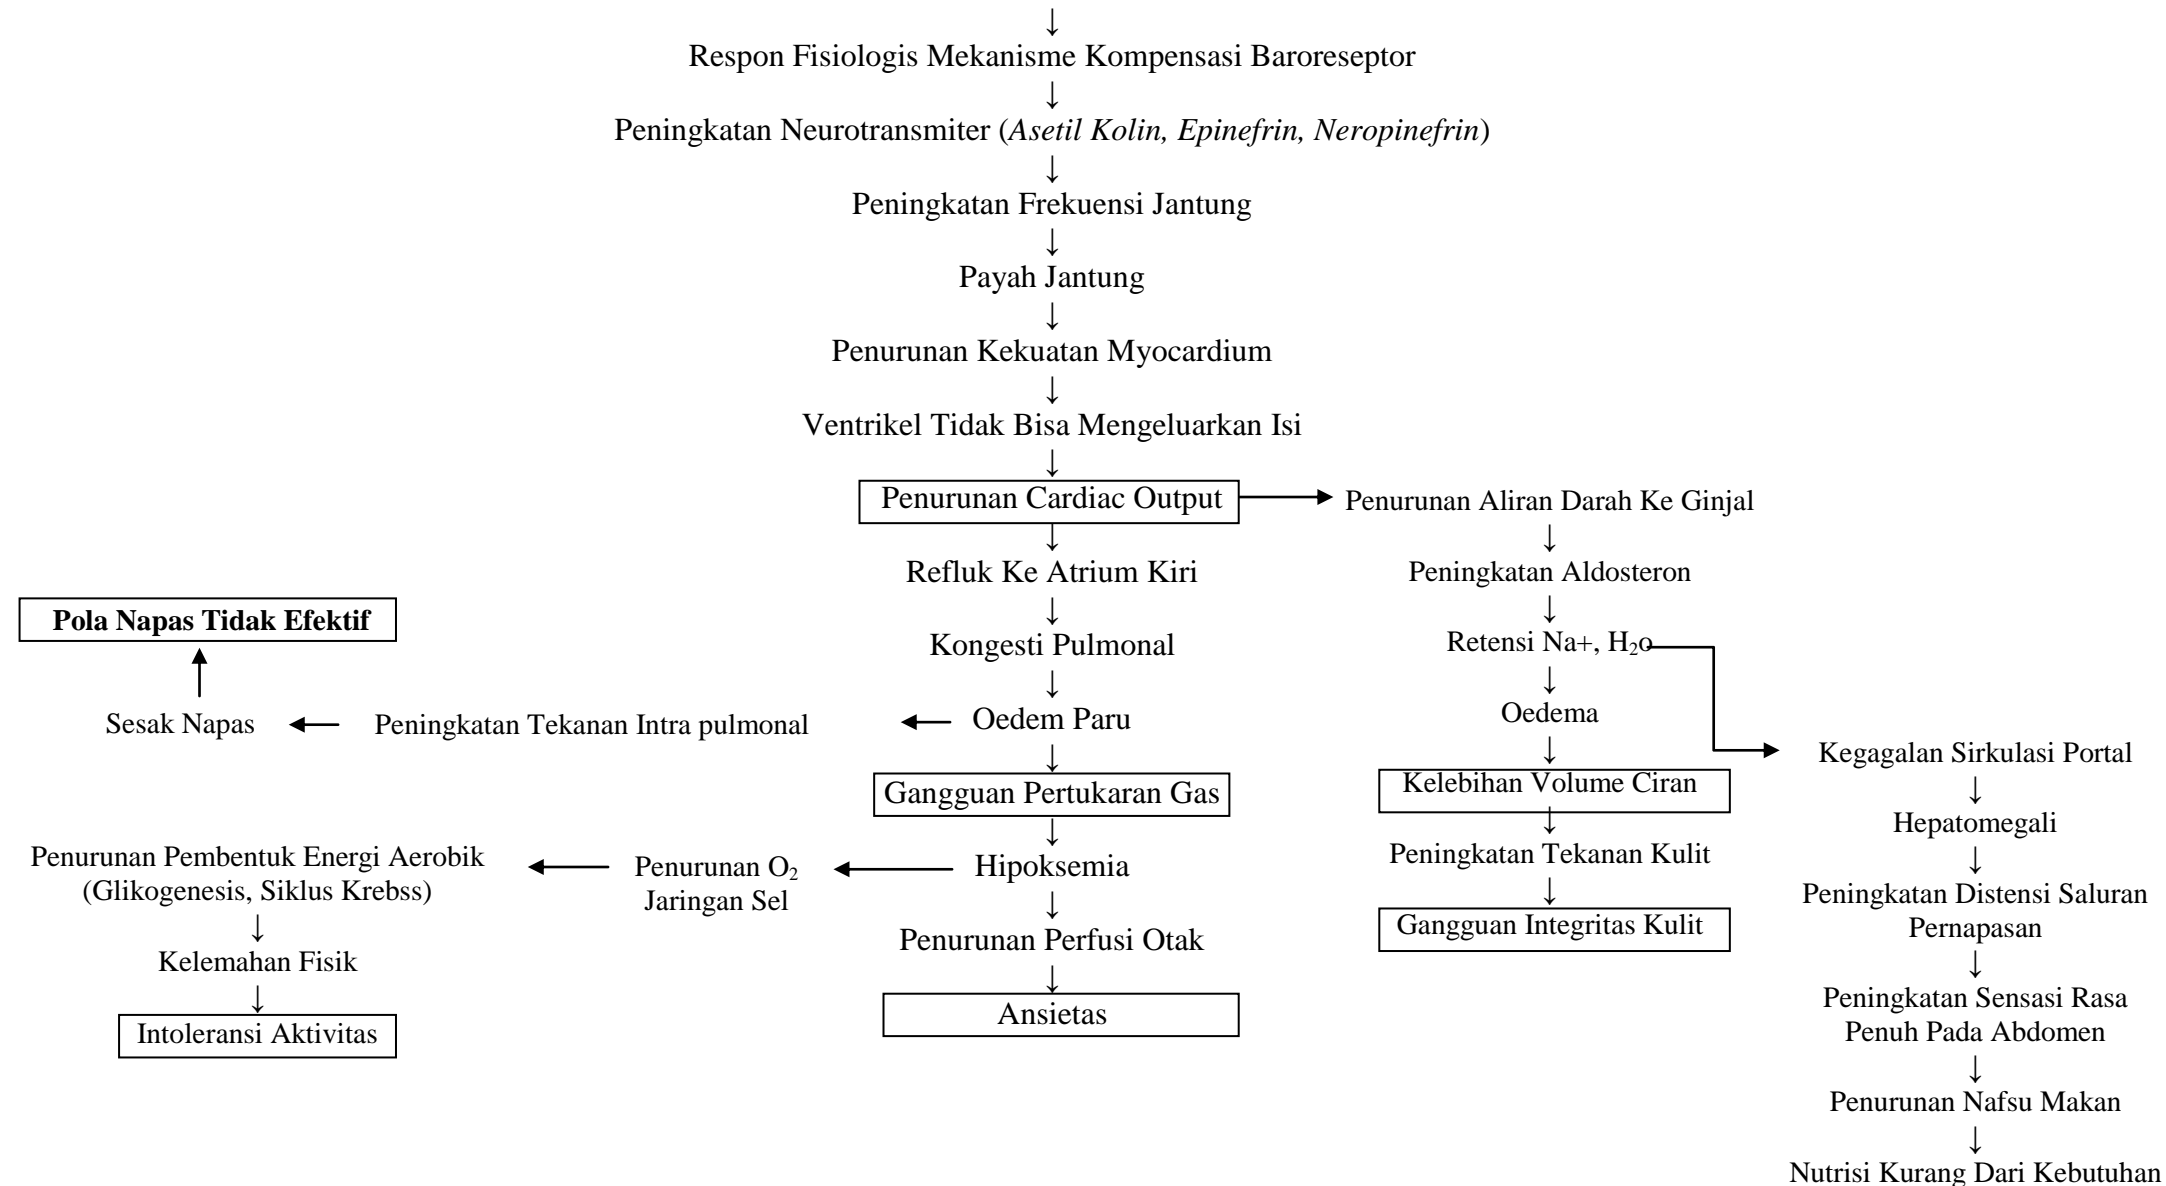 ↓
Respon Fisiologis Mekanisme Kompensasi Baroreseptor
↓
Peningkatan Neurotransmiter (Asetil Kolin, Epinefrin, Neropinefrin)
↓
Peningkatan Frekuensi Jantung
↓
Payah Jantung
↓
Penurunan Kekuatan Myocardium
↓
Ventrikel Tidak Bisa Mengeluarkan Isi
↓
Penurunan Cardiac Output
↓
Refluk Ke Atrium Kiri
↓
Kongesti Pulmonal
↓
Oedem Paru
↓
Gangguan Pertukaran Gas
↓
Hipoksemia
↓
Penurunan Perfusi Otak
↓
Ansietas
Peningkatan Tekanan Intra pulmonal
Sesak Napas
Pola Napas Tidak Efektif
Penurunan O₂
Jaringan Sel
Penurunan Pembentuk Energi Aerobik
(Glikogenesis, Siklus Krebss)
↓
Kelemahan Fisik
↓
Intoleransi Aktivitas
Penurunan Aliran Darah Ke Ginjal
↓
Peningkatan Aldosteron
↓
Retensi Na+, H₂o
↓
Oedema
↓
Kelebihan Volume Ciran
↓
Peningkatan Tekanan Kulit
↓
Gangguan Integritas Kulit
Kegagalan Sirkulasi Portal
↓
Hepatomegali
↓
Peningkatan Distensi Saluran
Pernapasan
↓
Peningkatan Sensasi Rasa
Penuh Pada Abdomen
↓
Penurunan Nafsu Makan
↓
Nutrisi Kurang Dari Kebutuhan